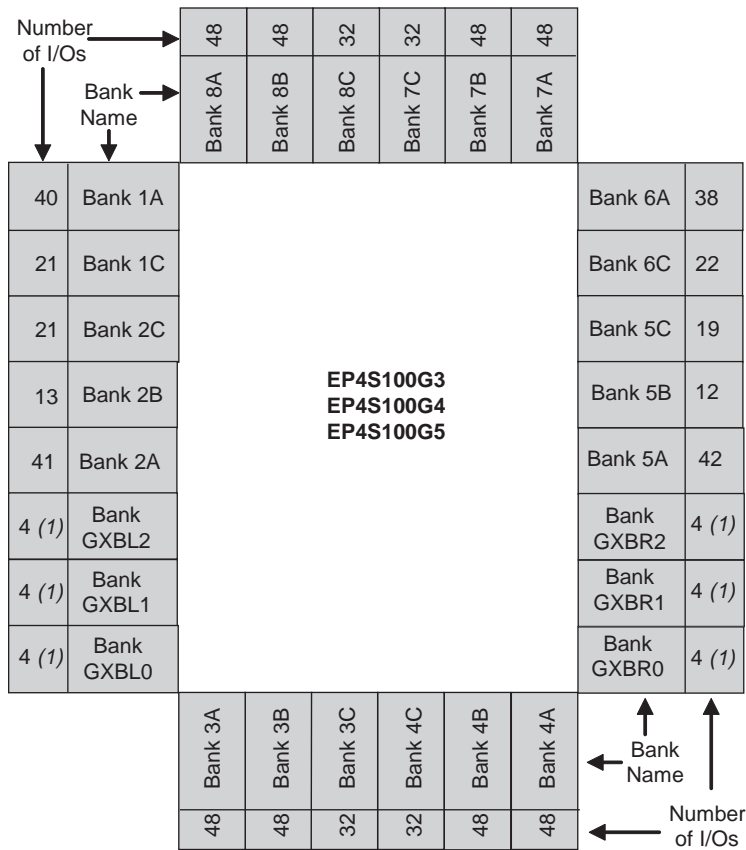 Number
of I/Os
Bank
Name
48 48 32 32 48 48
Bank 8A Bank 8B Bank 8C Bank 7C Bank 7B Bank 7A
40 Bank 1A
21 Bank 1C
21 Bank 2C
13 Bank 2B
41 Bank 2A
4 (1) Bank
GXBL2
4 (1) Bank
GXBL1
4 (1) Bank
GXBL0
EP4S100G3
EP4S100G4
EP4S100G5
Bank 6A 38
Bank 6C 22
Bank 5C 19
Bank 5B 12
Bank 5A 42
Bank
GXBR2 4 (1)
Bank
GXBR1 4 (1)
Bank
GXBR0 4 (1)
Bank 3A Bank 3B Bank 3C Bank 4C Bank 4B Bank 4A
48 48 32 32 48 48
Bank
Name
Number
of I/Os